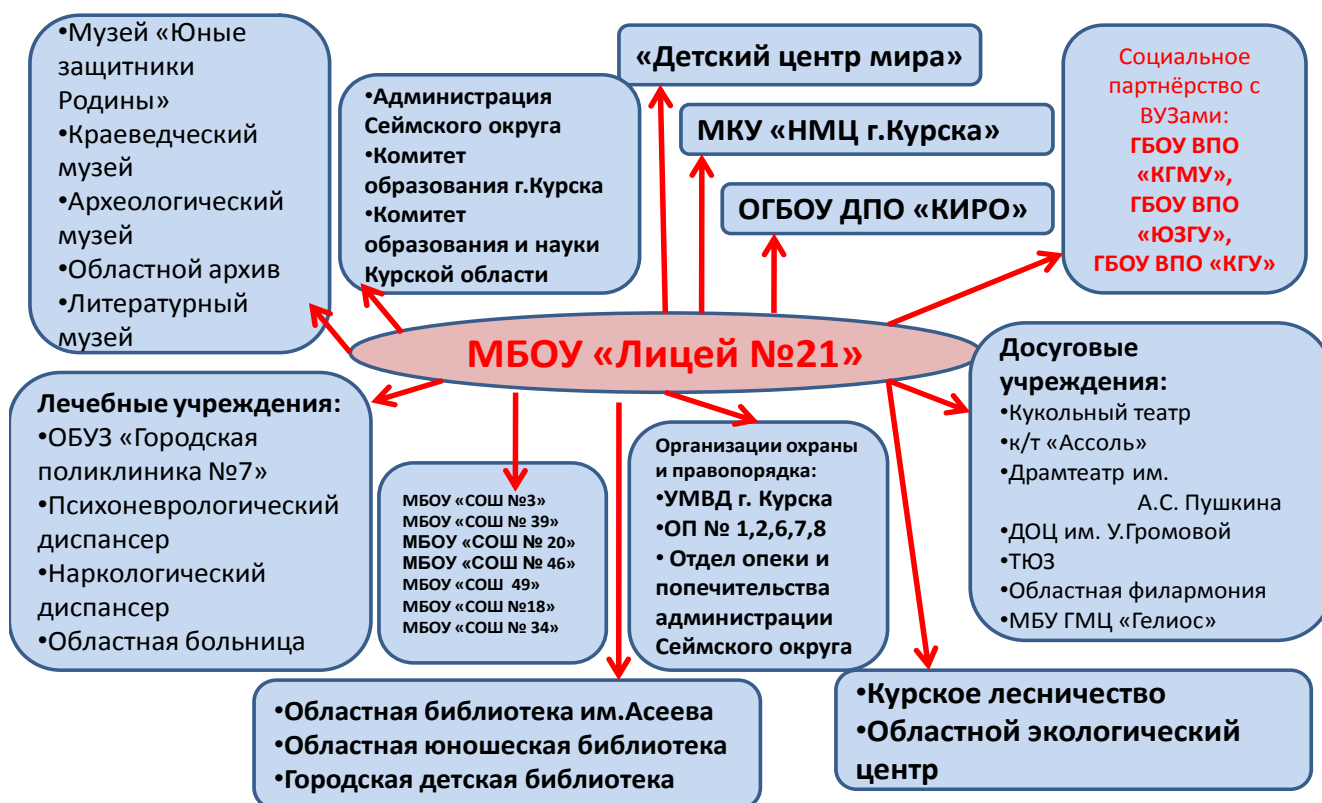 •Музей «Юные
защитники
Родины»
•Краеведческий
музей
•Археологический
музей
•Областной архив
•Литературный
музей
•Администрация
Сеймского округа
•Комитет
образования г.Курска
•Комитет
образования и науки
Курской области
«Детский центр мира»
МКУ «НМЦ г.Курска»
ОГБОУ ДПО «КИРО»
Социальное
партнёрство с
ВУЗами:
ГБОУ ВПО
«КГМУ»,
ГБОУ ВПО
«ЮЗГУ»,
ГБОУ ВПО «КГУ»
МБОУ «Лицей №21»
Лечебные учреждения:
•ОБУЗ «Городская
поликлиника №7»
•Психоневрологический
диспансер
•Наркологический
диспансер
•Областная больница
МБОУ «СОШ №3»
МБОУ «СОШ № 39»
МБОУ «СОШ № 20»
МБОУ «СОШ № 46»
МБОУ «СОШ 49»
МБОУ «СОШ №18»
МБОУ «СОШ № 34»
Организации охраны
и правопорядка:
•УМВД г. Курска
•ОП № 1,2,6,7,8
• Отдел опеки и
попечительства
администрации
Сеймского округа
Досуговые
учреждения:
•Кукольный театр
•к/т «Ассоль»
•Драмтеатр им.
А.С. Пушкина
•ДОЦ им. У.Громовой
•ТЮЗ
•Областная филармония
•МБУ ГМЦ «Гелиос»
•Областная библиотека им.Асеева
•Областная юношеская библиотека
•Городская детская библиотека
•Курское лесничество
•Областной экологический
центр